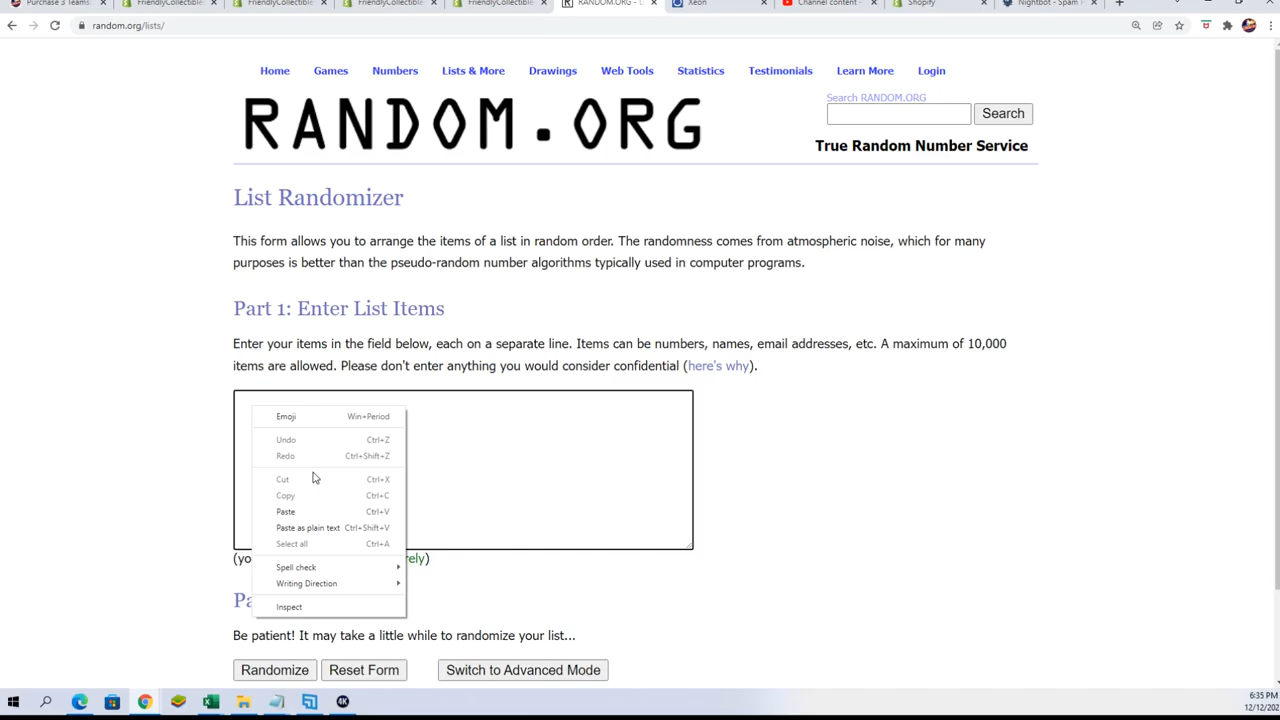 Purchase 3 Teams
FriendlyCollectible
FriendlyCollectibles
FriendlyCollectible
FriendlyCollectibles
RANDOM.ORG - L
Xeon
Channel content -
Shopify
Nightbot - Spam P
random.org/lists/
Home Games Numbers Lists & More Drawings Web Tools Statistics Testimonials Learn More Login
RANDOM.ORG
Search RANDOM.ORG
Search
True Random Number Service
List Randomizer
This form allows you to arrange the items of a list in random order. The randomness comes from atmospheric noise, which for many
purposes is better than the pseudo-random number algorithms typically used in computer programs.
Part 1: Enter List Items
Enter your items in the field below, each on a separate line. Items can be numbers, names, email addresses, etc. A maximum of 10,000
items are allowed. Please don't enter anything you would consider confidential (here's why).
Emoji Win+Period
Undo Ctrl+Z
Redo Ctrl+Shift+Z
Cut Ctrl+X
Copy Ctrl+C
Paste Ctrl+V
Paste as plain text Ctrl+Shift+V
Select all Ctrl+A
(yo rely)
Spell check
Writing Direction
Pa
Inspect
Be patient! It may take a little while to randomize your list...
Randomize Reset Form Switch to Advanced Mode
4K
6:35 PM
12/12/202